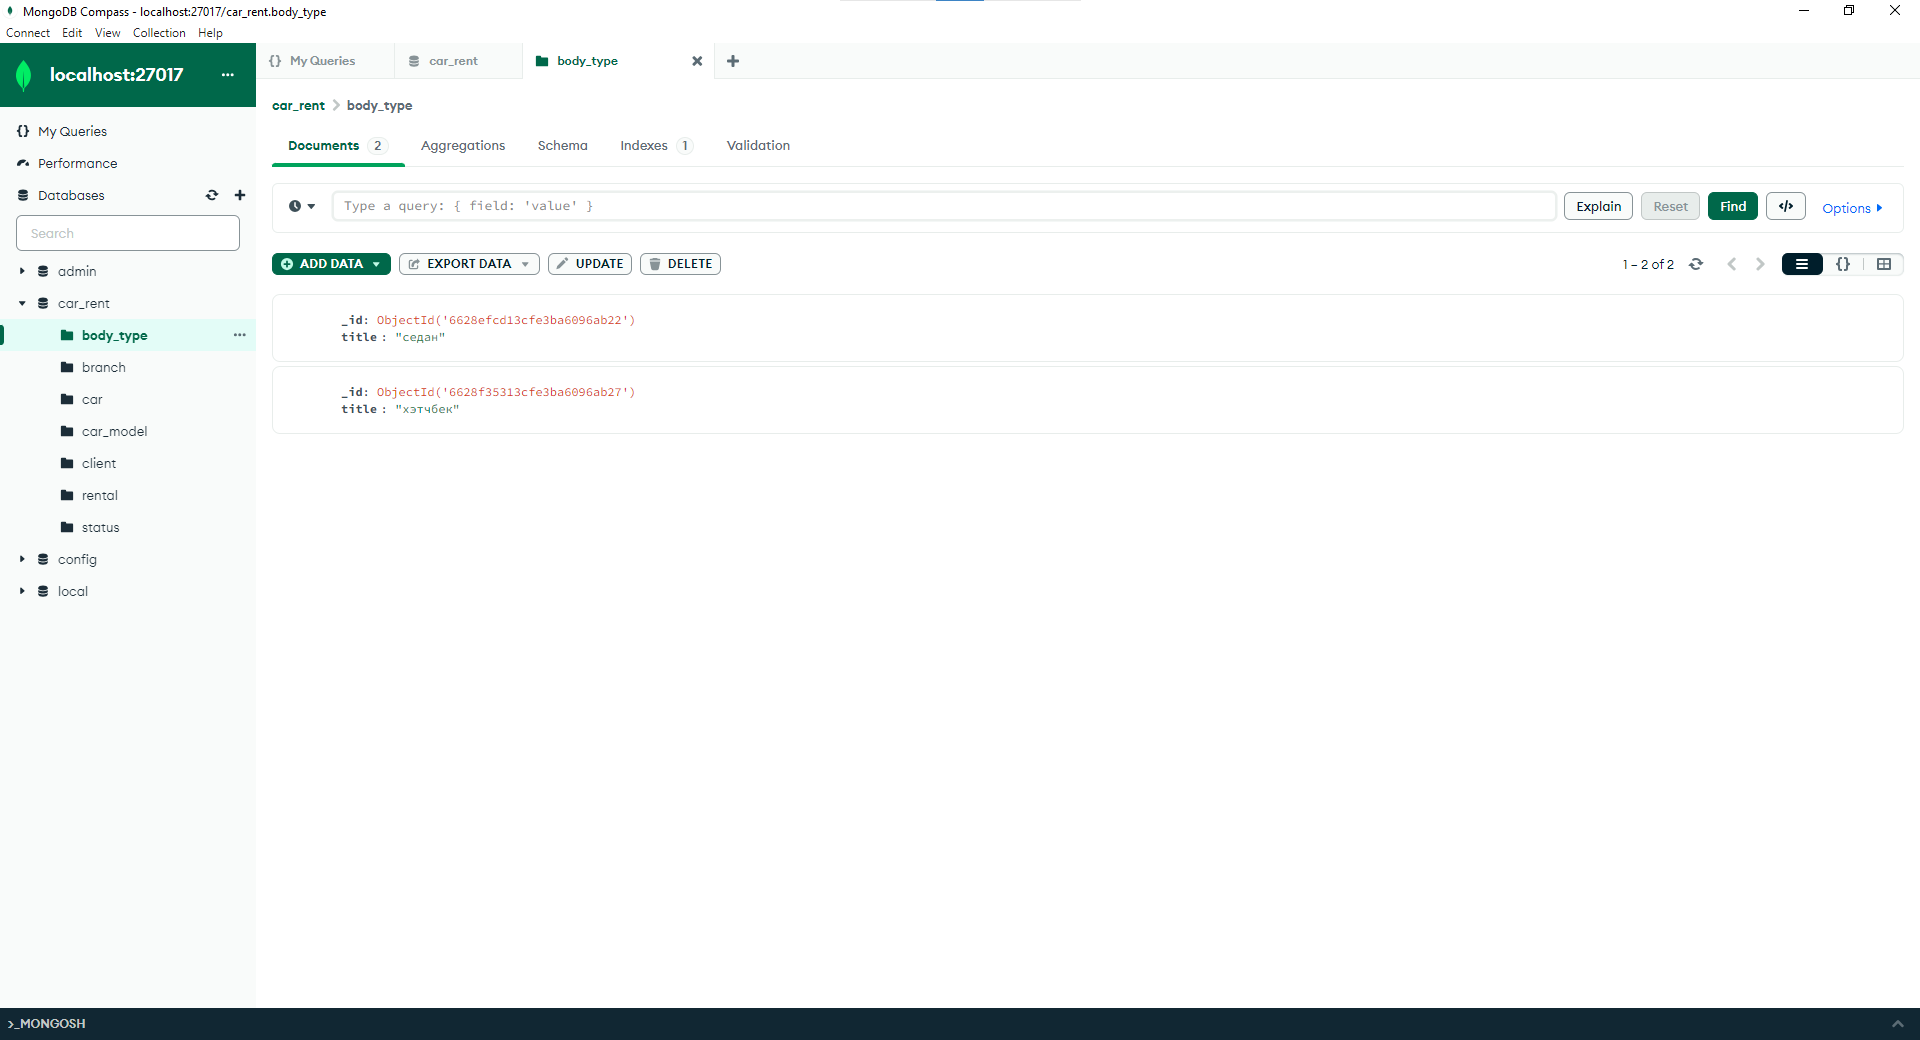 MongoDB Compass - localhost:27017/car_rent.body_type
Connect Edit View Collection Help
localhost:27017 ...
{} My Queries
Performance
Databases
Search
admin
car_rent
body_type ...
branch
car
car_model
client
rental
status
config
local
{} My Queries
car_rent
body_type
car_rent > body_type
Documents 2 Aggregations Schema Indexes 1 Validation
Type a query: { field: 'value' }
Explain Reset Find </> Options
ADD DATA EXPORT DATA UPDATE DELETE
1 – 2 of 2 {}
_id: ObjectId('6628efcd13cfe3ba6096ab22')
title : "седан"
_id: ObjectId('6628f35313cfe3ba6096ab27')
title : "хэтчбек"
>_MONGOSH